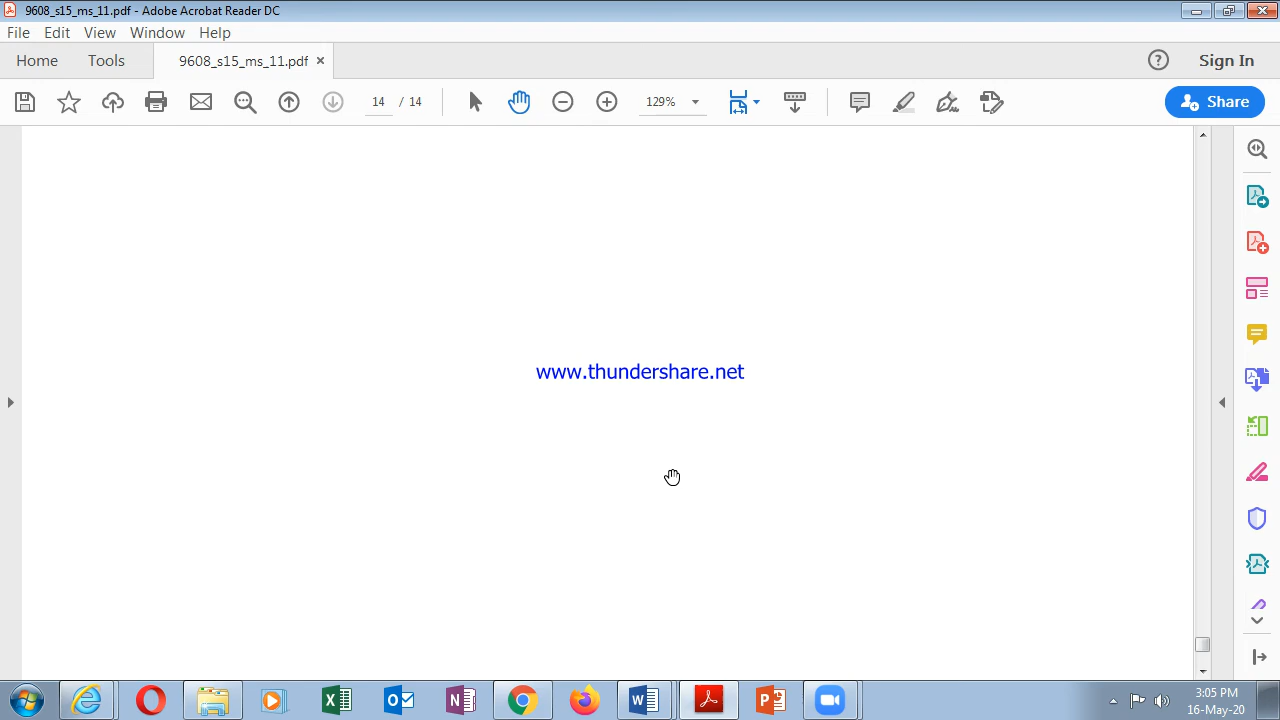 9608_s15_ms_11.pdf - Adobe Acrobat Reader DC
File Edit View Window Help
Home Tools 9608_s15_ms_11.pdf × ? Sign In
14 / 14 129% Share
www.thundershare.net
3:05 PM
16-May-20